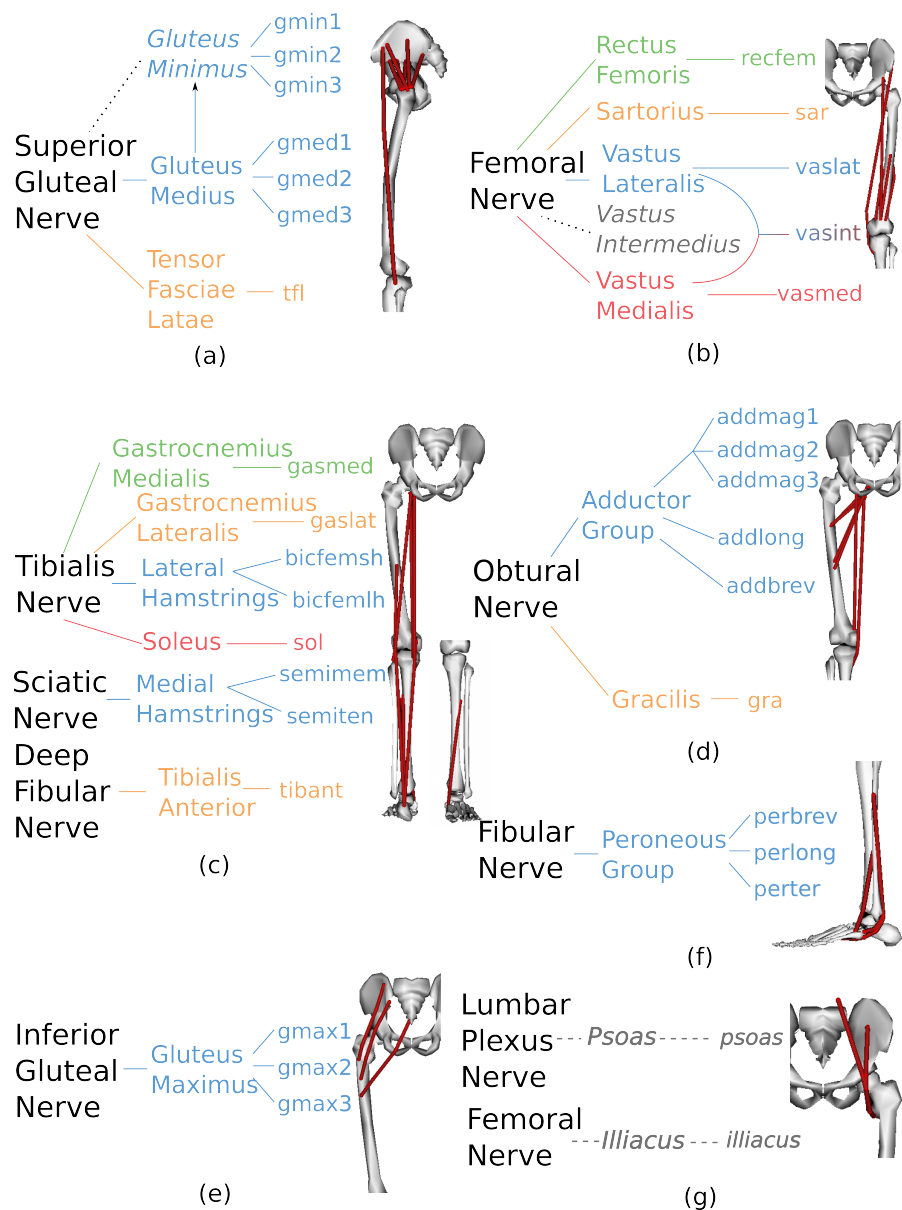 Gluteus
Minimus
gmin1
gmin2
gmin3
Superior
Gluteal
Nerve
Gluteus
Medius
gmed1
gmed2
gmed3
Tensor
Fasciae
Latae
tfl
(a)
Rectus
Femoris
recfem
Sartorius
sar
Femoral
Nerve
Vastus
Lateralis
vaslat
Vastus
Intermedius
vasint
Vastus
Medialis
vasmed
(b)
Gastrocnemius
Medialis
gasmed
Gastrocnemius
Lateralis
gaslat
Tibialis
Nerve
Lateral
Hamstrings
bicfemsh
bicfemlh
Soleus
sol
Sciatic
Nerve
Medial
Hamstrings
semimem
semiten
Deep
Fibular
Nerve
Tibialis
Anterior
tibant
(c)
addmag1
addmag2
addmag3
Adductor
Group
addlong
addbrev
Obtural
Nerve
Gracilis
gra
(d)
Fibular
Nerve
Peroneous
Group
perbrev
perlong
perter
(f)
Inferior
Gluteal
Nerve
Gluteus
Maximus
gmax1
gmax2
gmax3
(e)
Lumbar
Plexus
Nerve
Psoas
psoas
Femoral
Nerve
Illiacus
illiacus
(g)